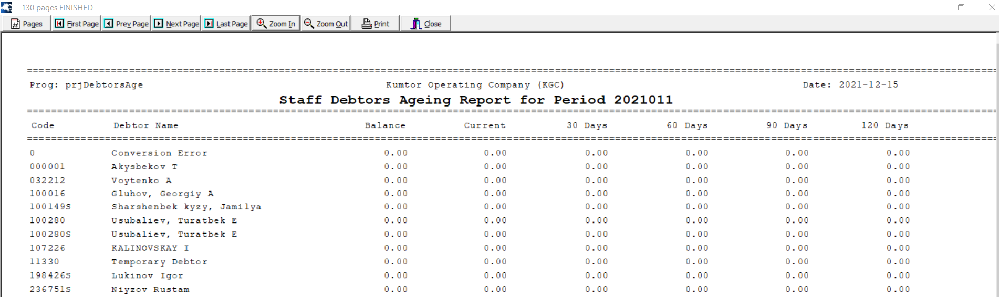 - 130 pages FINISHED
Pages First Page Prev Page Next Page Last Page Zoom In Zoom Out Print Close
Prog: prjDebtorsAge Kumtor Operating Company (KGC) Date: 2021-12-15
Staff Debtors Ageing Report for Period 2021011
Code Debtor Name Balance Current 30 Days 60 Days 90 Days 120 Days
0 Conversion Error 0.00 0.00 0.00 0.00 0.00 0.00
000001 Akysbekov T 0.00 0.00 0.00 0.00 0.00 0.00
032212 Voytenko A 0.00 0.00 0.00 0.00 0.00 0.00
100016 Gluhov, Georgiy A 0.00 0.00 0.00 0.00 0.00 0.00
100149S Sharshenbek kyzy, Jamilya 0.00 0.00 0.00 0.00 0.00 0.00
100280 Usubaliev, Turatbek E 0.00 0.00 0.00 0.00 0.00 0.00
100280S Usubaliev, Turatbek E 0.00 0.00 0.00 0.00 0.00 0.00
107226 KALINOVSKAY I 0.00 0.00 0.00 0.00 0.00 0.00
11330 Temporary Debtor 0.00 0.00 0.00 0.00 0.00 0.00
198426S Lukinov Igor 0.00 0.00 0.00 0.00 0.00 0.00
236751S Niyzov Rustam 0.00 0.00 0.00 0.00 0.00 0.00